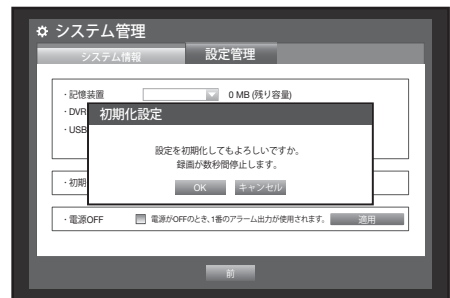 システム管理
システム情報
設定管理
・記憶装置 0 MB (残り容量)
・DVR
・USB
初期化設定
設定を初期化してもよろしいですか。
録画が数秒間停止します。
OK キャンセル
・初期
・電源OFF 電源がOFFのとき、1番のアラーム出力が使用されます。 適用
前